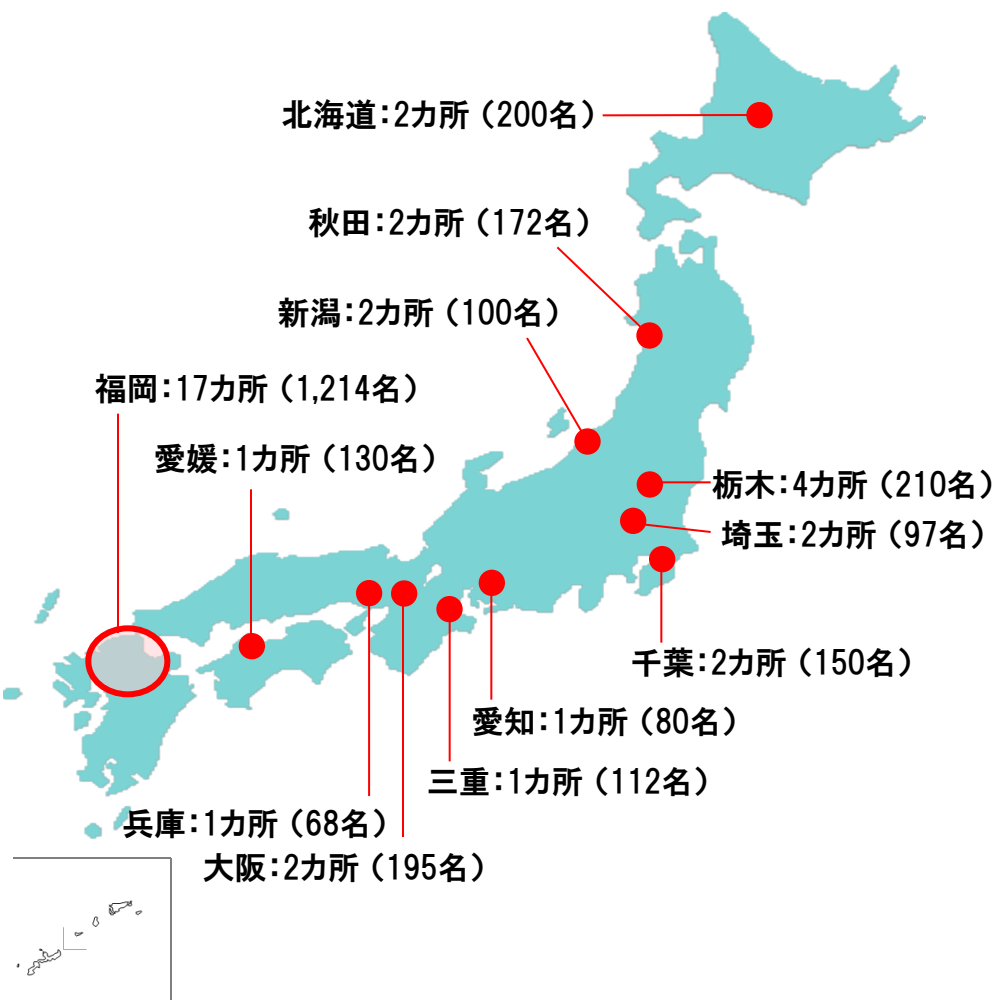 北海道：2カ所（200名）
秋田：2カ所（172名）
新潟：2カ所（100名）
福岡：17カ所（1,214名）
愛媛：1カ所（130名）
栃木：4カ所（210名）
埼玉：2カ所（97名）
千葉：2カ所（150名）
愛知：1カ所（80名）
三重：1カ所（112名）
兵庫：1カ所（68名）
大阪：2カ所（195名）